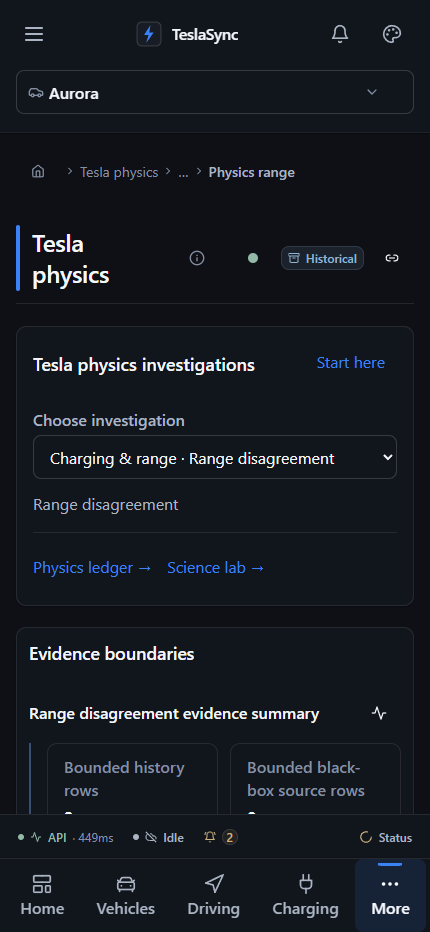 TeslaSync
Aurora
Tesla physics
...
Physics range
Tesla
physics
Historical
Tesla physics investigations
Start here
Choose investigation
Charging & range · Range disagreement
Range disagreement
Physics ledger →
Science lab →
Evidence boundaries
Range disagreement evidence summary
Bounded history
rows
Bounded black-
box source rows
API · 449ms
Idle
2
Status
Home
Vehicles
Driving
Charging
More